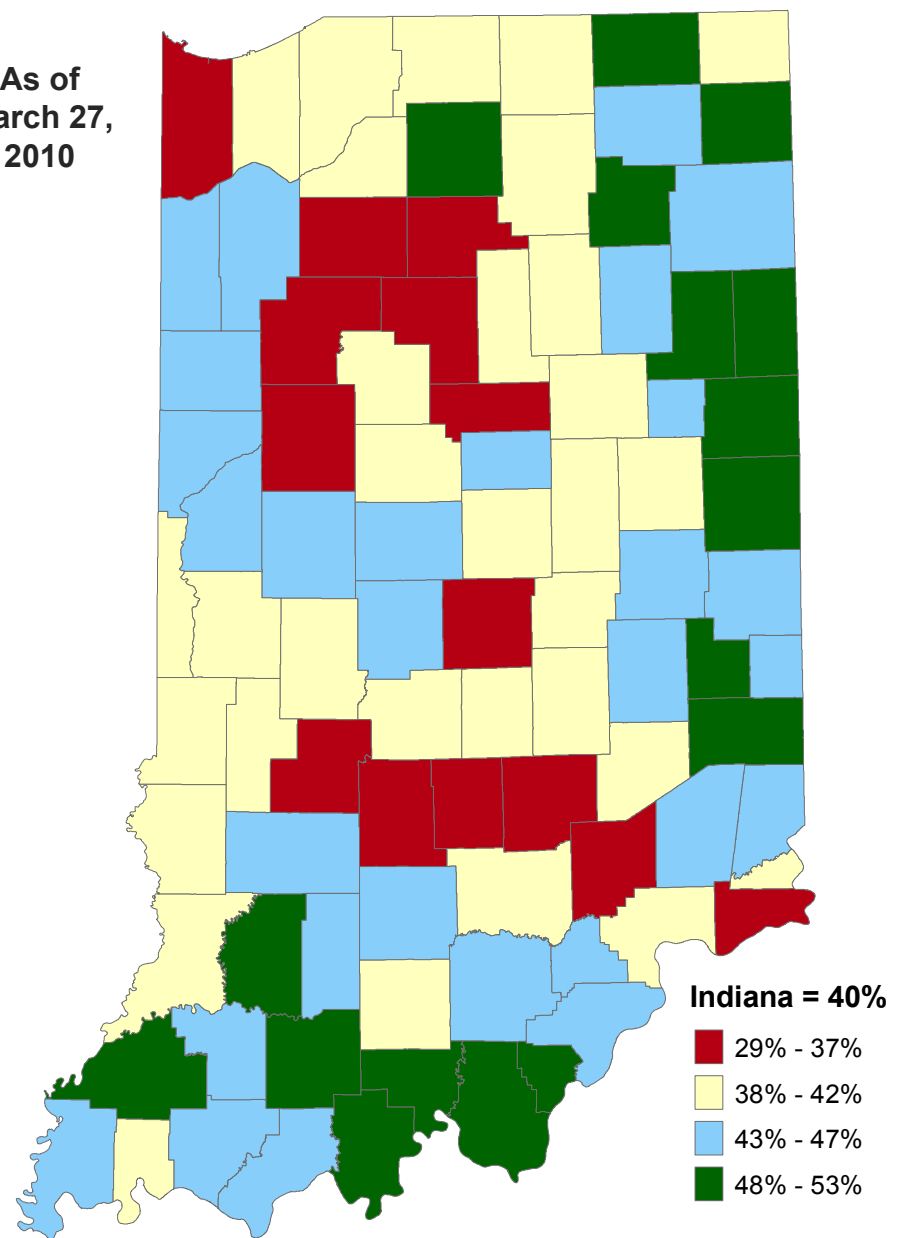 As of
arch 27,
2010
Indiana = 40%
29% - 37%
38% - 42%
43% - 47%
48% - 53%